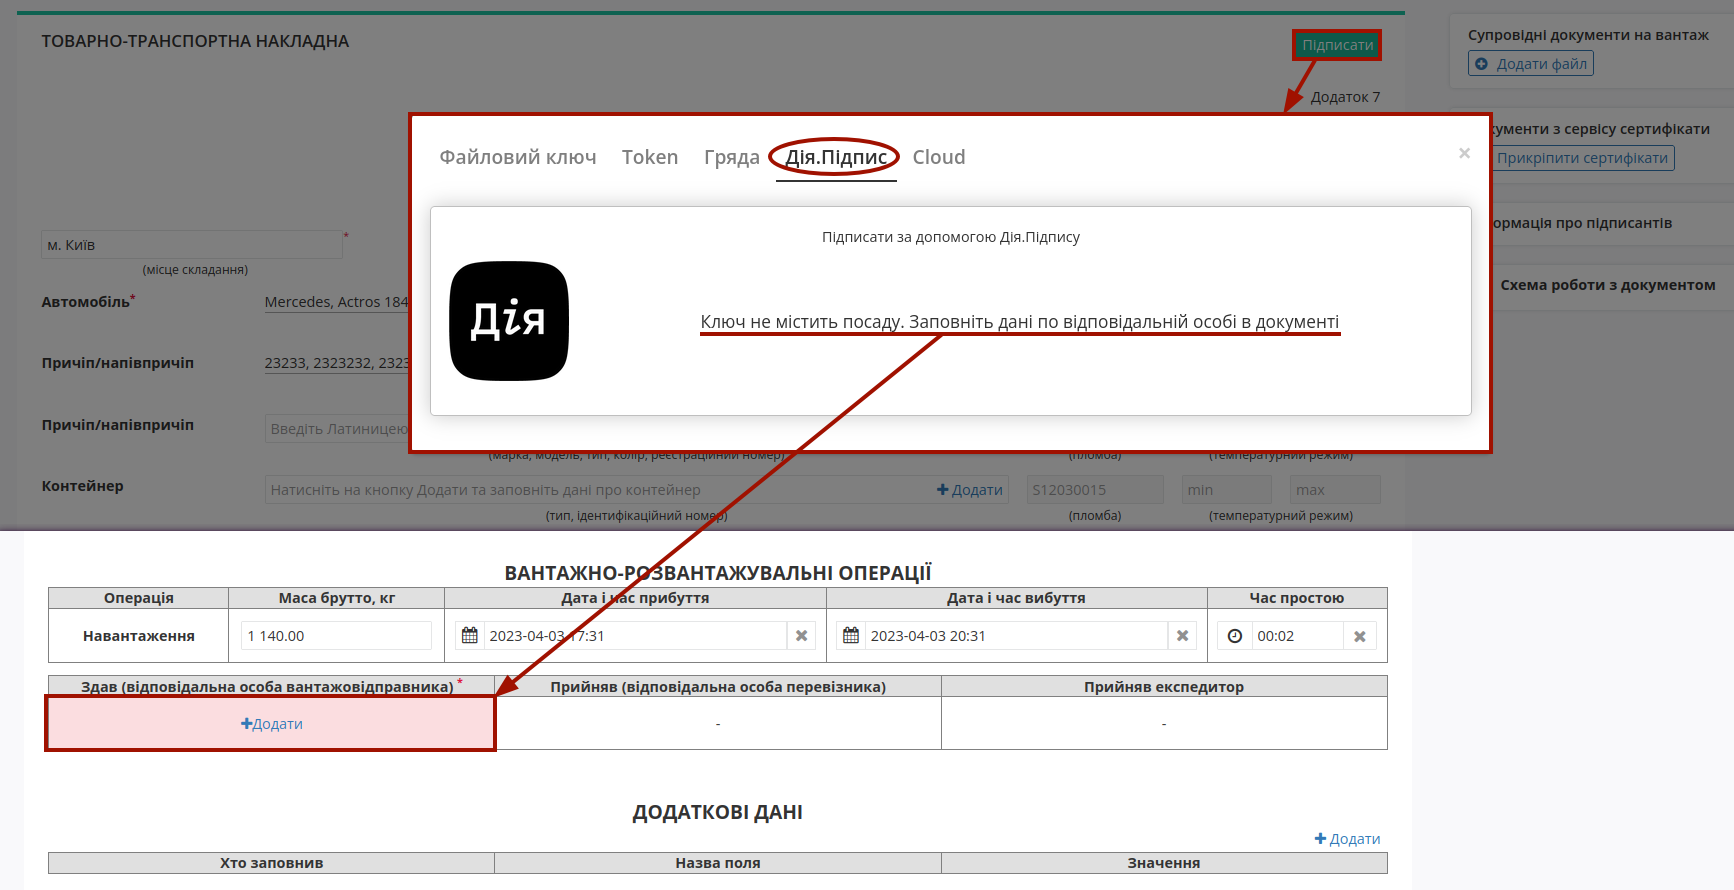 ТОВАРНО-ТРАНСПОРТНА НАКЛАДНА
Підписати
Додаток 7
Супровідні документи на вантаж
Додати файл
кументи з сервісу сертифікати
Прикріпити сертифікати
ормація про підписантів
Схема роботи з документом
Файловий ключ Token Гряда Дія.Підпис Cloud ×
Підписати за допомогою Дія.Підпису
Дія
Ключ не містить посаду. Заповніть дані по відповідальній особі в документі
м. Київ *
(місце складання)
Автомобіль* Mercedes, Actros 184
Причіп/напівпричіп 23233, 2323232, 2323
Причіп/напівпричіп Введіть Латиницею
(марка, модель, тип, колір, реєстраційний номер) (пломба) (температурний режим)
Контейнер Натисніть на кнопку Додати та заповніть дані про контейнер Додати S12030015 min max
(тип, ідентифікаційний номер) (пломба) (температурний режим)
ВАНТАЖНО-РОЗВАНТАЖУВАЛЬНІ ОПЕРАЦІЇ
Операція Маса брутто, кг Дата і час прибуття Дата і час вибуття Час простою
Навантаження 1 140.00 2023-04-03 17:31 2023-04-03 20:31 00:02
Здав (відповідальна особа вантажовідправника) * Прийняв (відповідальна особа перевізника) Прийняв експедитор
Додати - -
ДОДАТКОВІ ДАНІ
Додати
Хто заповнив Назва поля Значення